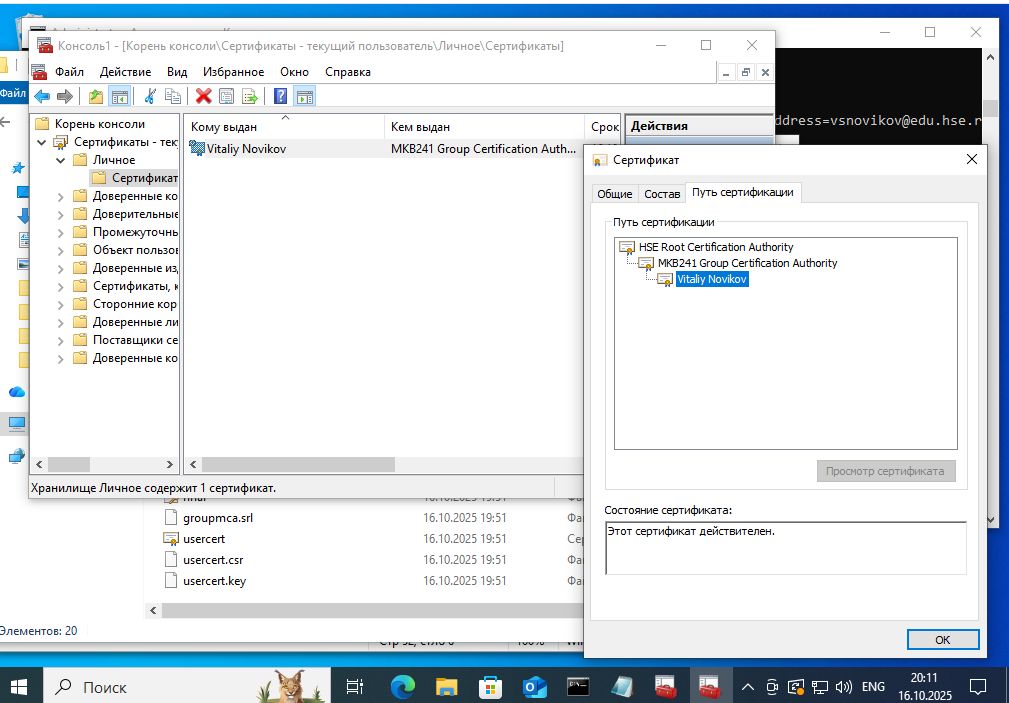 Консоль1 - [Корень консоли\Сертификаты - текущий пользователь\Личное\Сертификаты]
Файл Действие Вид Избранное Окно Справка
Файл
Корень консоли
Сертификаты - тек
Личное
Сертификат
Доверенные ко
Доверительные
Промежуточнь
Объект пользов
Доверенные из
Сертификаты, к
Сторонние кор
Доверенные ли
Поставщики се
Доверенные ко
Кому выдан Кем выдан Срок
Vitaliy Novikov MKB241 Group Certification Auth...
Действия
ddress=vsnovikov@edu.hse.r
Хранилище Личное содержит 1 сертификат.
Сертификат
Общие Состав Путь сертификации
Путь сертификации
HSE Root Certification Authority
MKB241 Group Certification Authority
Vitaliy Novikov
Просмотр сертификата
Состояние сертификата:
Этот сертификат действителен.
OK
groupmca.srl 16.10.2025 19:51 Фа
usercert 16.10.2025 19:51 Се
usercert.csr 16.10.2025 19:51 Фа
usercert.key 16.10.2025 19:51 Фа
Элементов: 20
Поиск
ENG
20:11
16.10.2025